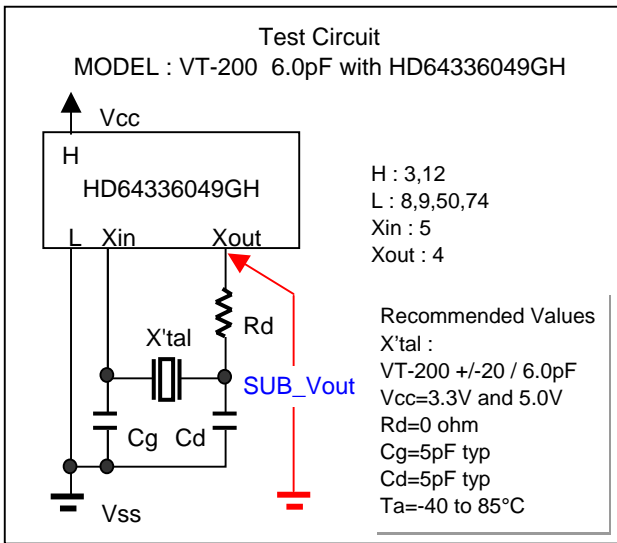 Test Circuit
MODEL : VT-200 6.0pF with HD64336049GH
Vcc
H
HD64336049GH
L Xin Xout
H : 3,12
L : 8,9,50,74
Xin : 5
Xout : 4
Rd
X'tal
SUB_Vout
Cg Cd
Vss
Recommended Values
X'tal :
VT-200 +/-20 / 6.0pF
Vcc=3.3V and 5.0V
Rd=0 ohm
Cg=5pF typ
Cd=5pF typ
Ta=-40 to 85°C